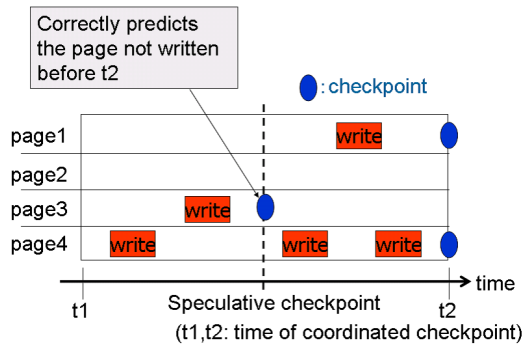 Correctly predicts
the page not written
before t2
: checkpoint
page1
write
page2
page3
write
page4
write
write
write
time
t1
Speculative checkpoint
t2
(t1,t2: time of coordinated checkpoint)